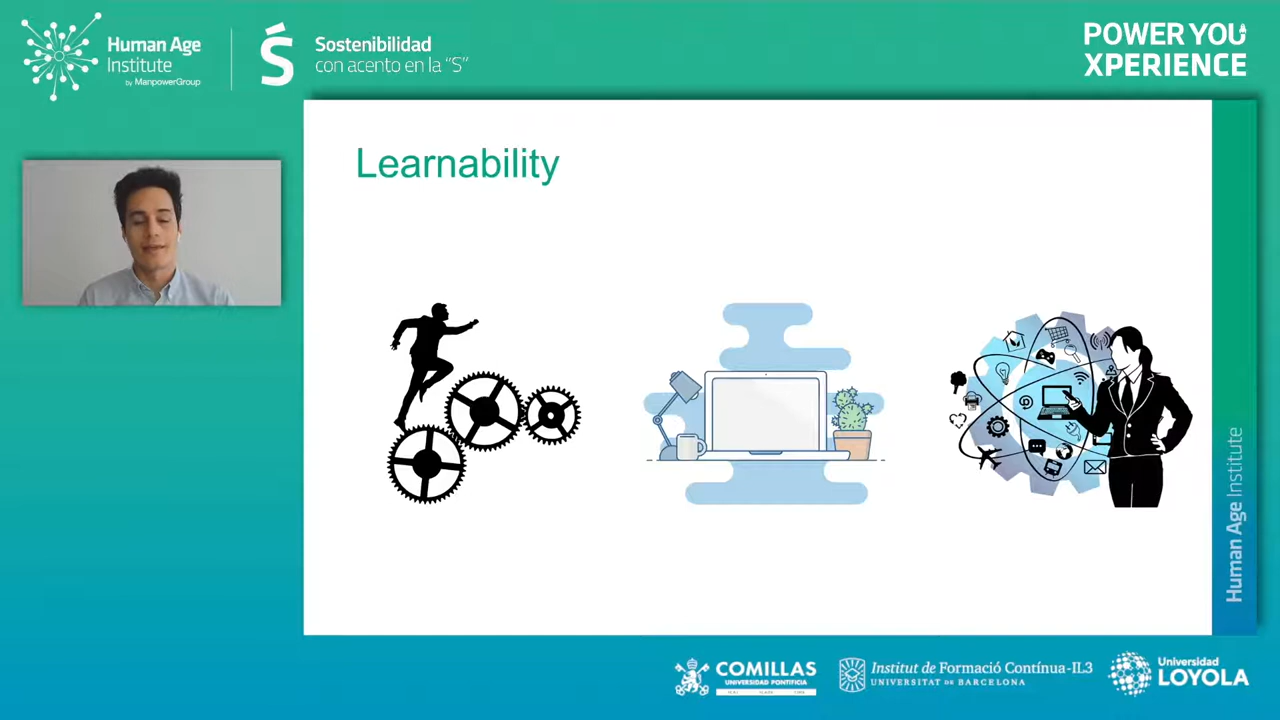 Human Age
Institute
by ManpowerGroup
Ś
Sostenibilidad
con acento en la "S"
POWER YOU
XPERIENCE
Learnability
Human Age Institute
COMILLAS
UNIVERSIDAD PONTIFICIA
Institut de Formació Contínua-IL3
UNIVERSITAT DE BARCELONA
Universidad
LOYOLA